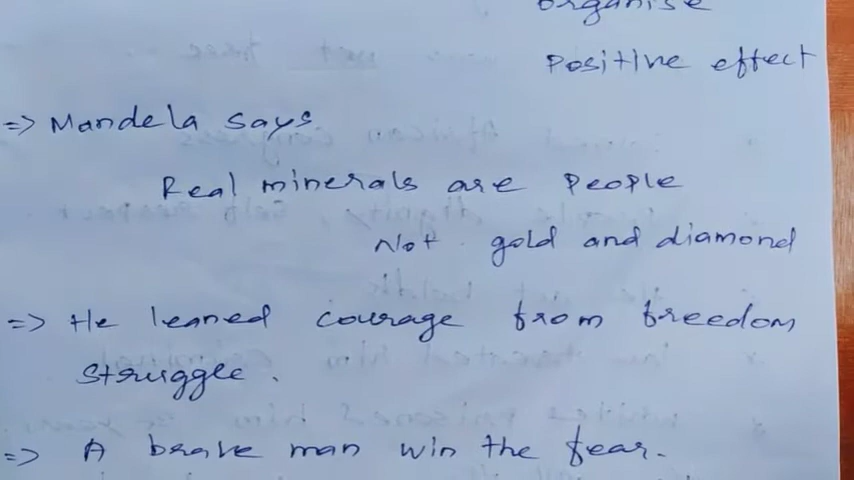 organise
Positive effect
=> Mandela says
Real minerals are People
Not gold and diamond
=> He leaned courage from freedom
struggle.
=> A brave man win the fear.